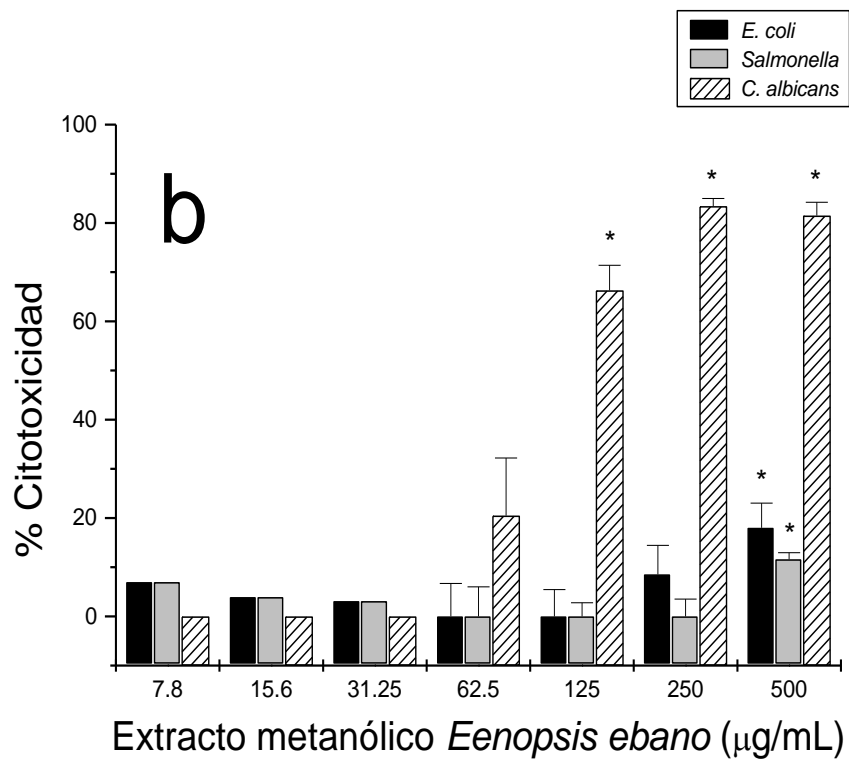 E. coli
Salmonella
C. albicans
100
80
60
40
20
0
% Citotoxicidad
b
* * * * *
7.8 15.6 31.25 62.5 125 250 500
Extracto metanólico Eenopsis ebano (μg/mL)